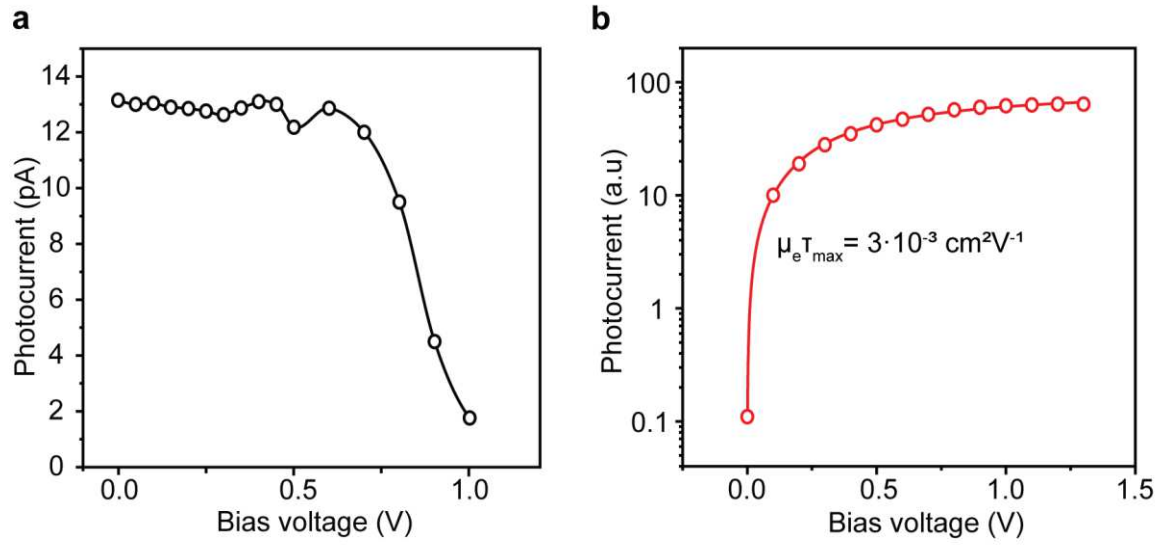 a
Photocurrent (pA)
14
12
10
8
6
4
2
0
0.0 0.5 1.0
Bias voltage (V)
b
Photocurrent (a.u)
100
10
1
0.1
μₑτₘₐₓ= 3·10⁻³ cm²V⁻¹
0.0 0.5 1.0 1.5
Bias voltage (V)